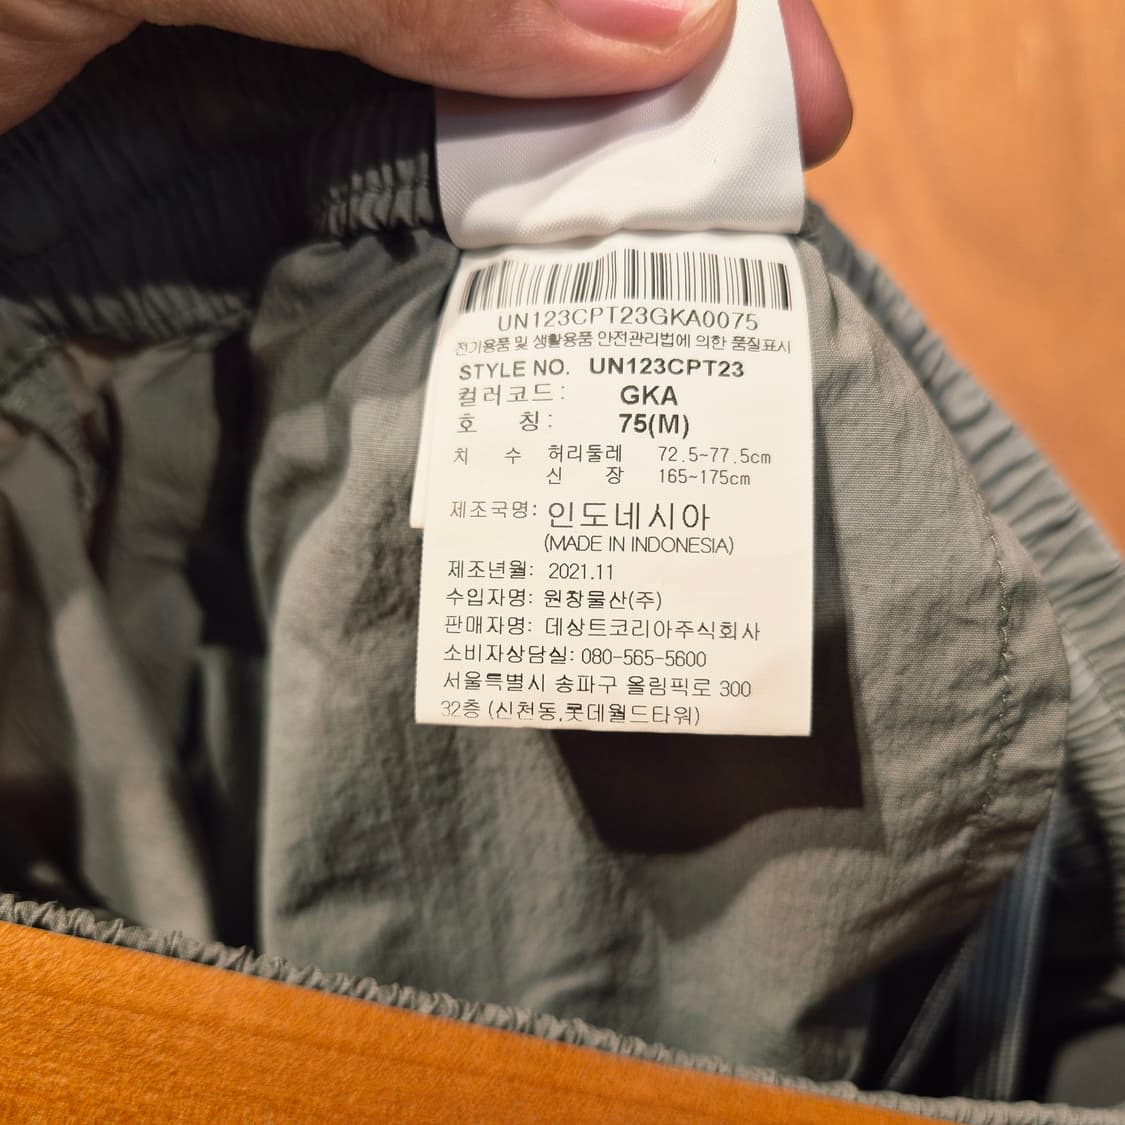 UN123CPT23GKA0075
전기용품 및 생활용품 안전관리법에 의한 품질표시
STYLE NO. UN123CPT23
컬러코드: GKA
호 칭: 75(M)
치 수 허리둘레 72.5~77.5cm
신 장 165~175cm
제조국명: 인도네시아
(MADE IN INDONESIA)
제조년월: 2021.11
수입자명: 원창물산(주)
판매자명: 데상트코리아주식회사
소비자상담실: 080-565-5600
서울특별시 송파구 올림픽로 300
32층 (신천동,롯데월드타워)